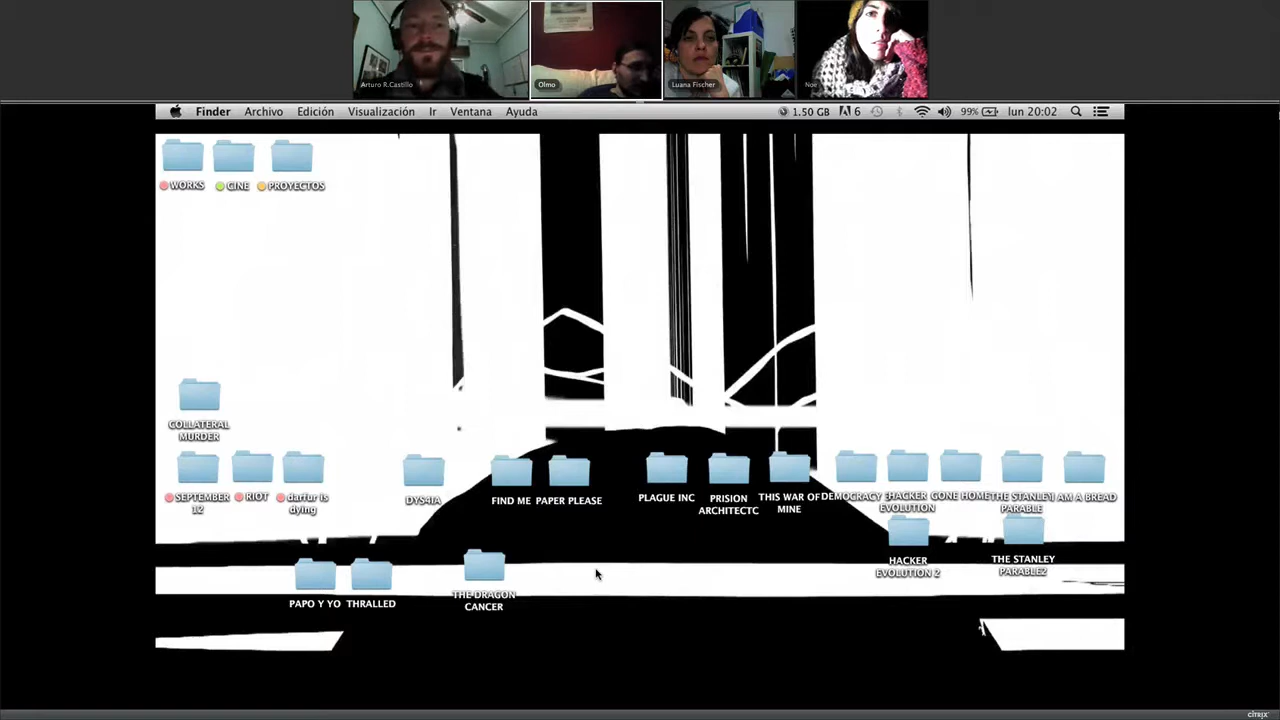 Arturo R.Castillo
Olmo
Luana Fischer
Noe
Finder Archivo Edición Visualización Ir Ventana Ayuda
1.50 GB 6 99% lun 20:02
WORKS CINE PROYECTOS
COLLATERAL
MURDER
SEPTEMBER
12
RIOT
darfur is
dying
DYS4IA
FIND ME
PAPER PLEASE
PLAGUE INC
PRISION
ARCHITECTC
THIS WAR OF
MINE
DEMOCRACY 3
HACKER
EVOLUTION
GONE HOME
THE STANLEY
PARABLE
I AM A BREAD
HACKER
EVOLUTION 2
THE STANLEY
PARABLE2
PAPO Y YO
THRALLED
THE DRAGON
CANCER
CITRIX